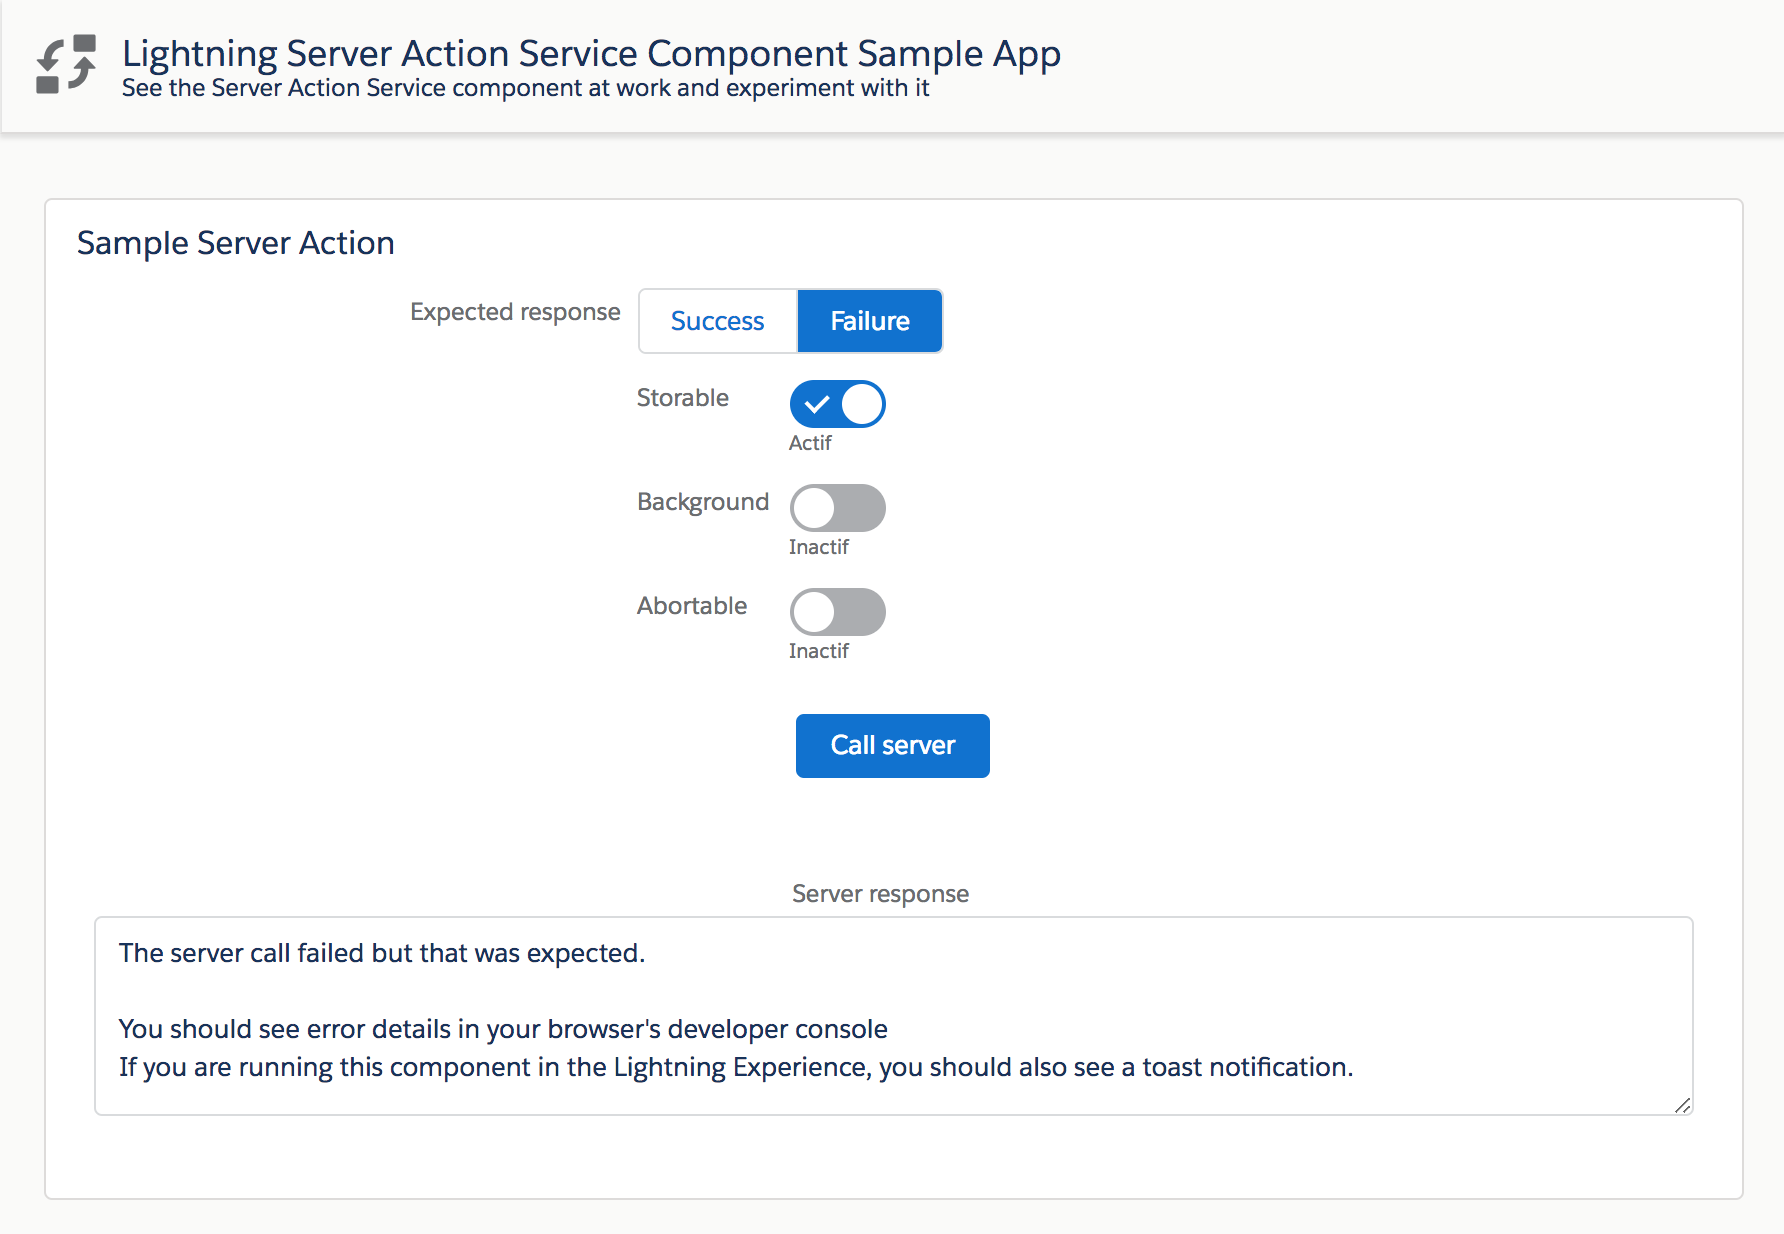 Lightning Server Action Service Component Sample App
See the Server Action Service component at work and experiment with it
Sample Server Action
Expected response
Success
Failure
Storable
Actif
Background
Inactif
Abortable
Inactif
Call server
Server response
The server call failed but that was expected.
You should see error details in your browser's developer console
If you are running this component in the Lightning Experience, you should also see a toast notification.